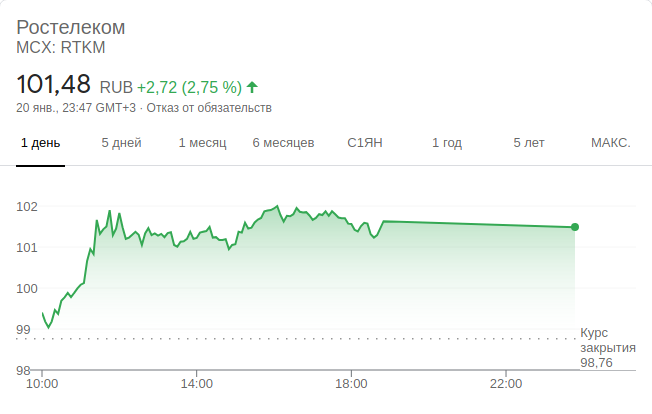 Ростелеком
MCX: RTKM
101,48 RUB +2,72 (2,75 %)
20 янв., 23:47 GMT+3 · Отказ от обязательств
1 день 5 дней 1 месяц 6 месяцев С1ЯН 1 год 5 лет МАКС.
102
101
100
99
98
Курс
закрытия
98,76
10:00 14:00 18:00 22:00